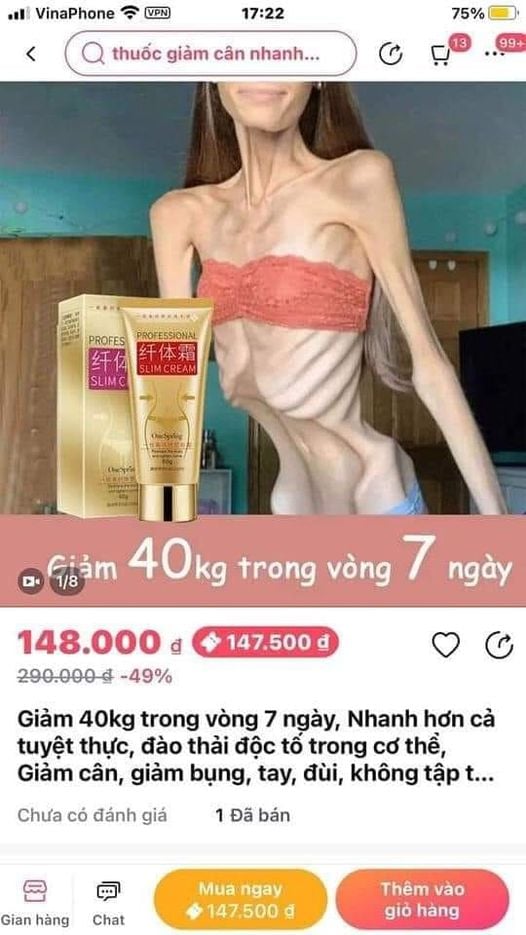 VinaPhone VPN 17:22 75%
thuốc giảm cân nhanh... 13 99+
PROFESSIONAL
纤体霜
SLIM CREAM
OneSpring
60g
PROFES
纤体
SLIM C
OneSprin
Giảm 40kg trong vòng 7 ngày
1/8
148.000 đ 147.500 đ
290.000 đ -49%
Giảm 40kg trong vòng 7 ngày, Nhanh hơn cả
tuyệt thực, đào thải độc tố trong cơ thể,
Giảm cân, giảm bụng, tay, đùi, không tập t...
Chưa có đánh giá 1 Đã bán
Gian hàng
Chat
Mua ngay
147.500 đ
Thêm vào
giỏ hàng